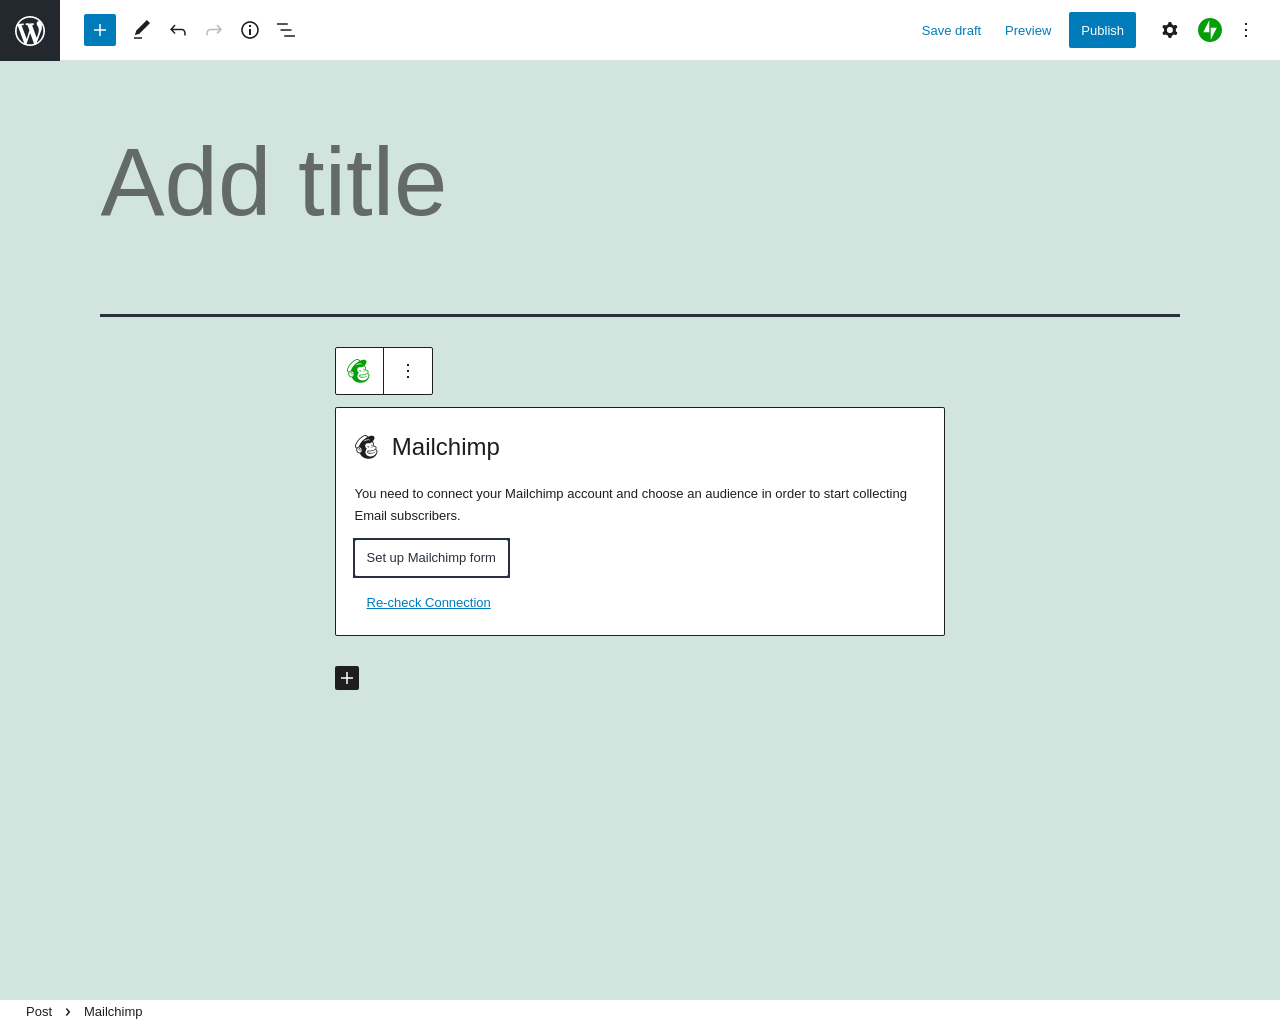 Save draft Preview Publish
Add title
Mailchimp
You need to connect your Mailchimp account and choose an audience in order to start collecting
Email subscribers.
Set up Mailchimp form
Re-check Connection
Post Mailchimp